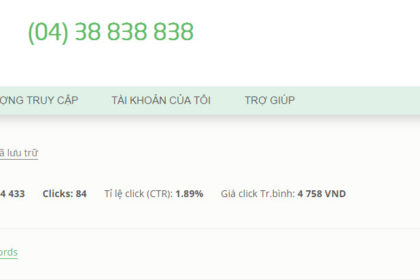 (04) 38 838 838
ỢNG TRUY CẬP TÀI KHOẢN CỦA TÔI TRỢ GIÚP
ã lưu trữ
4 433 Clicks: 84 Tỉ lệ click (CTR): 1.89% Giá click Tr.bình: 4 758 VND
ords